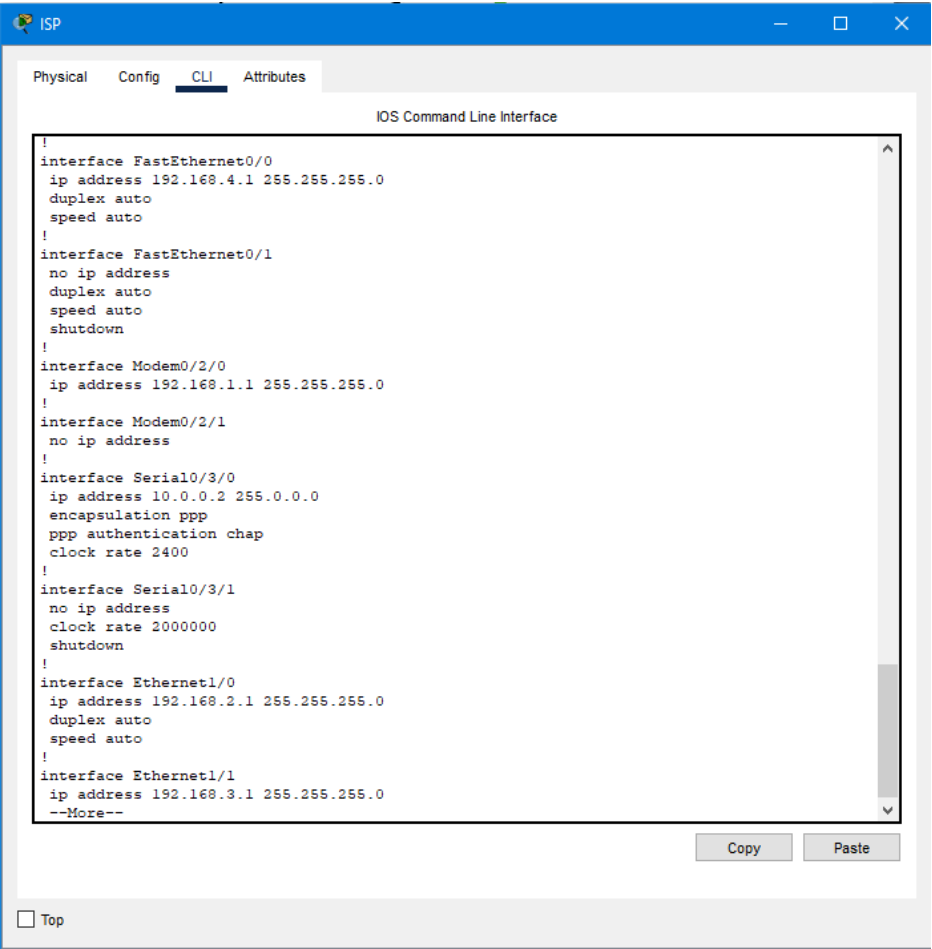 ISP
Physical Config CLI Attributes
IOS Command Line Interface
!
interface FastEthernet0/0
 ip address 192.168.4.1 255.255.255.0
 duplex auto
 speed auto
!
interface FastEthernet0/1
 no ip address
 duplex auto
 speed auto
 shutdown
!
interface Modem0/2/0
 ip address 192.168.1.1 255.255.255.0
!
interface Modem0/2/1
 no ip address
!
interface Serial0/3/0
 ip address 10.0.0.2 255.0.0.0
 encapsulation ppp
 ppp authentication chap
 clock rate 2400
!
interface Serial0/3/1
 no ip address
 clock rate 2000000
 shutdown
!
interface Ethernet1/0
 ip address 192.168.2.1 255.255.255.0
 duplex auto
 speed auto
!
interface Ethernet1/1
 ip address 192.168.3.1 255.255.255.0
 --More--
Copy Paste
Top